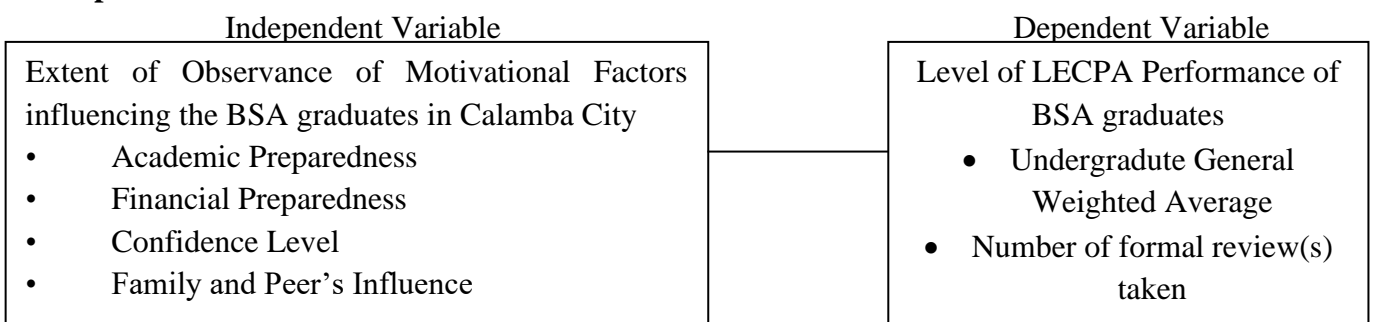 Independent Variable
Extent of Observance of Motivational Factors
influencing the BSA graduates in Calamba City
• Academic Preparedness
• Financial Preparedness
• Confidence Level
• Family and Peer’s Influence
Dependent Variable
Level of LECPA Performance of
BSA graduates
• Undergradute General
Weighted Average
• Number of formal review(s)
taken